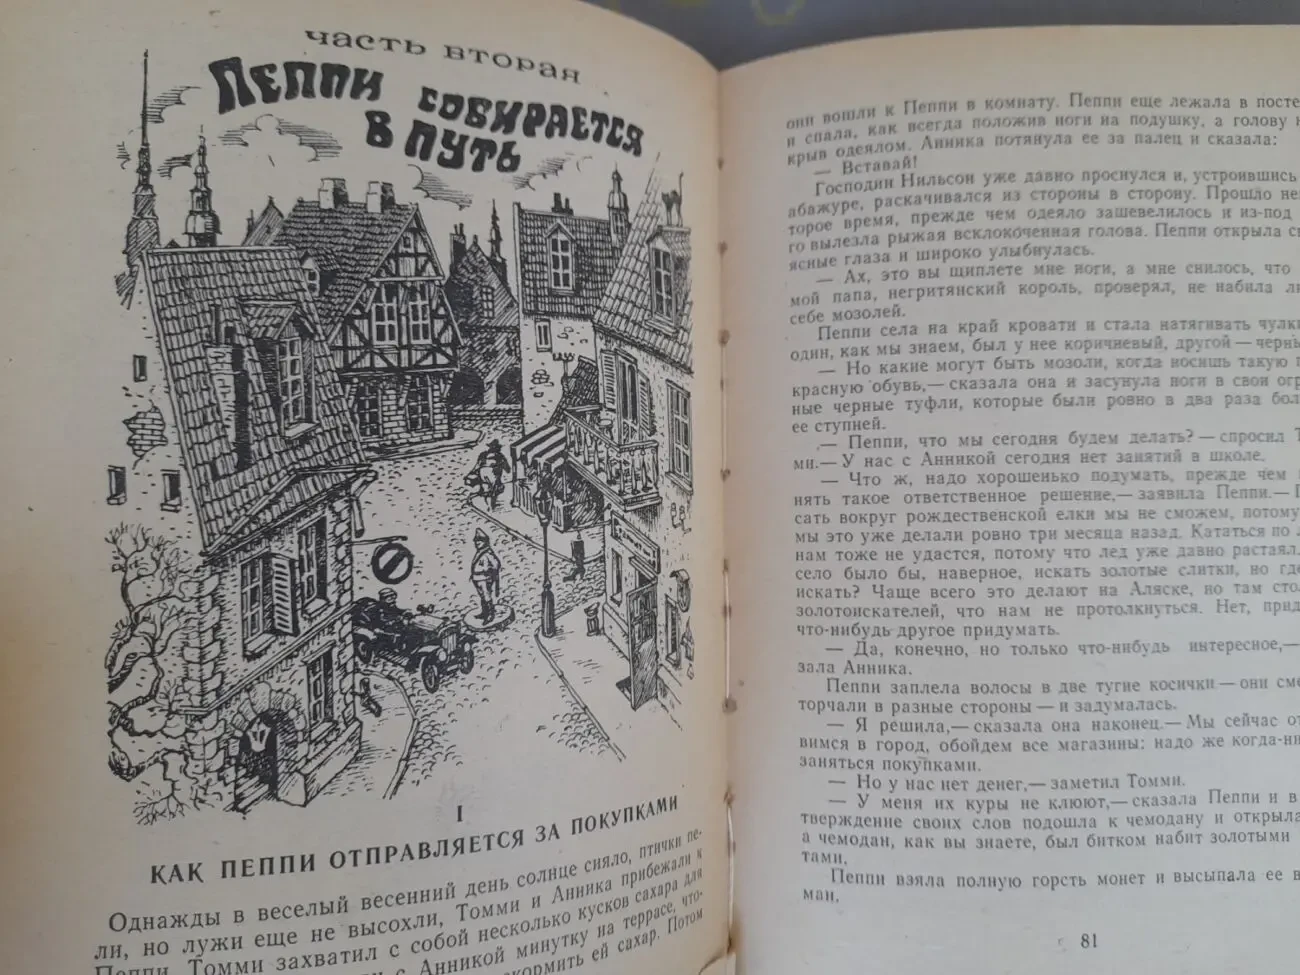 часть вторая
Пеппи собирается
в путь
I
КАК ПЕППИ ОТПРАВЛЯЕТСЯ ЗА ПОКУПКАМИ
Однажды в веселый весенний день солнце сияло, птички пе-
ли, но лужи еще не высохли, Томми и Анника прибежали к
Пеппи. Томми захватил с собой несколько кусков сахара для
с Анникой минутку на террасе, что-
скормить ей сахар. Потом
они вошли к Пеппи в комнату. Пеппи еще лежала в посте
и спала, как всегда положив ноги на подушку, а голову
крыв одеялом. Анника потянула ее за палец и сказала:
— Вставай!
Господин Нильсон уже давно проснулся и, устроившись
абажуре, раскачивался из стороны в сторону. Прошло не
торое время, прежде чем одеяло зашевелилось и из-под
го вылезла рыжая всклокоченная голова. Пеппи открыла с
ясные глаза и широко улыбнулась.
— Ах, это вы щиплете мне ноги, а мне снилось, что
мой папа, негритянский король, проверял, не набила ли
себе мозолей.
Пеппи села на край кровати и стала натягивать чулк
один, как мы знаем, был у нее коричневый, другой — черны
— Но какие могут быть мозоли, когда носишь такую п
красную обувь,— сказала она и засунула ноги в свои огр
ные черные туфли, которые были ровно в два раза бол
ее ступней.
— Пеппи, что мы сегодня будем делать? — спросил Т
ми.— У нас с Анникой сегодня нет занятий в школе.
— Что ж, надо хорошенько подумать, прежде чем
нять такое ответственное решение,— заявила Пеппи.— П
сать вокруг рождественской елки мы не сможем, потому
мы это уже делали ровно три месяца назад. Кататься по
нам тоже не удастся, потому что лед уже давно растаял.
село было бы, наверное, искать золотые слитки, но где
искать? Чаще всего это делают на Аляске, но там сто
золотоискателей, что нам не протолкнуться. Нет, прид
что-нибудь другое придумать.
— Да, конечно, но только что-нибудь интересное,—
зала Анника.
Пеппи заплела волосы в две тугие косички — они сме
торчали в разные стороны — и задумалась.
— Я решила,— сказала она наконец.— Мы сейчас от
вимся в город, обойдем все магазины: надо же когда-ни
заняться покупками.
— Но у нас нет денег,— заметил Томми.
— У меня их куры не клюют,— сказала Пеппи и в
тверждение своих слов подошла к чемодану и открыла
а чемодан, как вы знаете, был битком набит золотыми
тами.
Пеппи взяла полную горсть монет и высыпала ее в
ман.
81